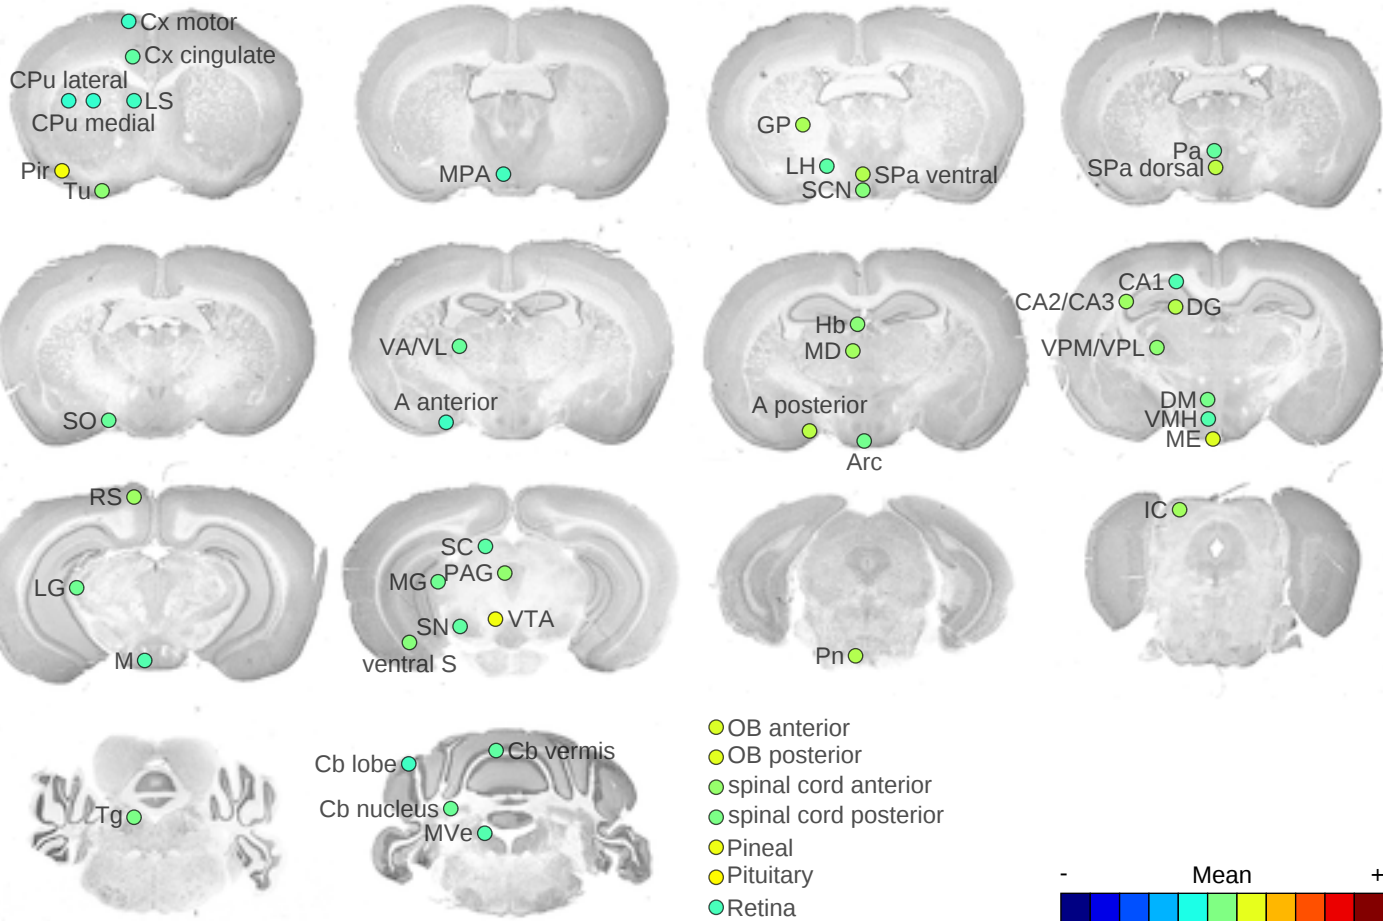 Cx motor
Cx cingulate
CPu lateral
LS
CPu medial
Pir
Tu
MPA
GP
LH
SPa ventral
SCN
Pa
SPa dorsal
SO
VA/VL
A anterior
Hb
MD
A posterior
Arc
CA1
CA2/CA3
DG
VPM/VPL
DM
VMH
ME
RS
LG
M
SC
PAG
MG
VTA
SN
ventral S
Pn
IC
Tg
Cb vermis
Cb lobe
Cb nucleus
MVe
OB anterior
OB posterior
spinal cord anterior
spinal cord posterior
Pineal
Pituitary
Retina
- Mean +